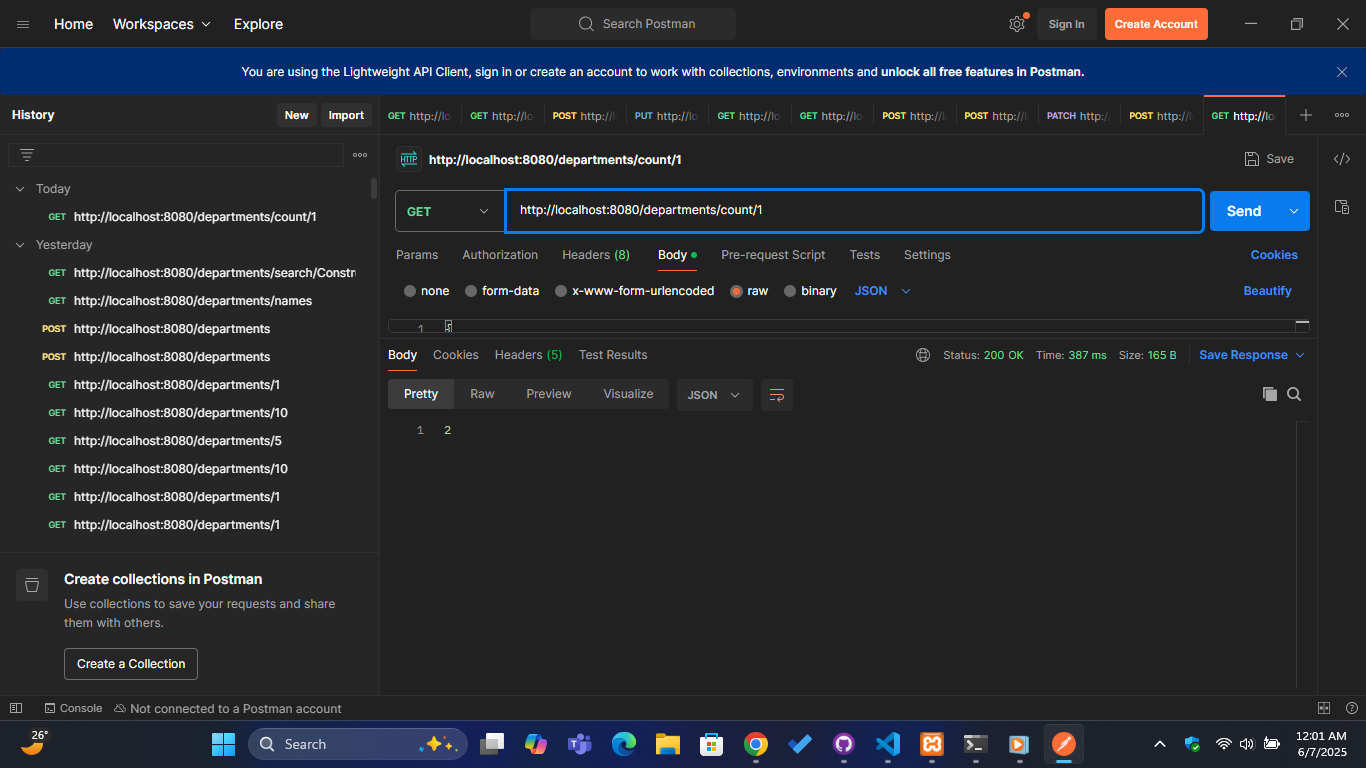 Home Workspaces Explore
Search Postman
Sign In Create Account
You are using the Lightweight API Client, sign in or create an account to work with collections, environments and unlock all free features in Postman.
History New Import
GET http://lo GET http://lo POST http:// PUT http://lo GET http://lo GET http://lo POST http:// POST http:// PATCH http:/ POST http:// GET http://lo
Today
GET http://localhost:8080/departments/count/1
Yesterday
GET http://localhost:8080/departments/search/Constr
GET http://localhost:8080/departments/names
POST http://localhost:8080/departments
POST http://localhost:8080/departments
GET http://localhost:8080/departments/1
GET http://localhost:8080/departments/10
GET http://localhost:8080/departments/5
GET http://localhost:8080/departments/10
GET http://localhost:8080/departments/1
GET http://localhost:8080/departments/1
Create collections in Postman
Use collections to save your requests and share
them with others.
Create a Collection
HTTP http://localhost:8080/departments/count/1 Save
GET http://localhost:8080/departments/count/1 Send
Params Authorization Headers (8) Body Pre-request Script Tests Settings Cookies
none form-data x-www-form-urlencoded raw binary JSON Beautify
1 {
Body Cookies Headers (5) Test Results Status: 200 OK Time: 387 ms Size: 165 B Save Response
Pretty Raw Preview Visualize JSON
1 2
Console Not connected to a Postman account
26°
Search
12:01 AM
6/7/2025